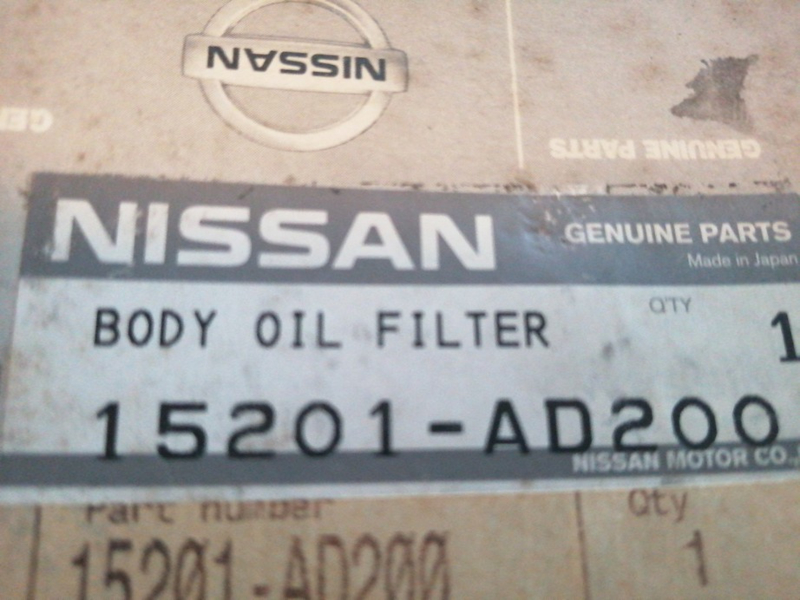 NISSAN
GENUINE PARTS
NISSAN
GENUINE PARTS
Made in Japan
BODY OIL FILTER
QTY
1
15201-AD200
NISSAN MOTOR CO.,
Part number
Qty
15201-AD200
1